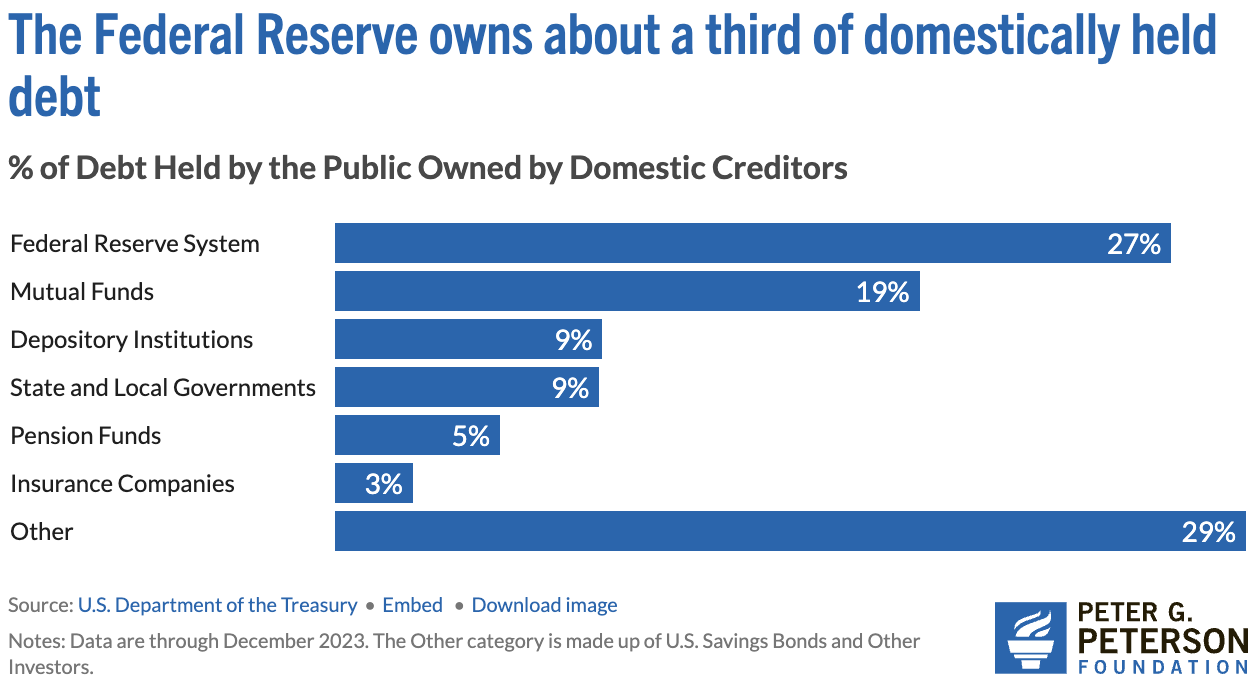 The Federal Reserve owns about a third of domestically held
debt
% of Debt Held by the Public Owned by Domestic Creditors
Federal Reserve System 27%
Mutual Funds 19%
Depository Institutions 9%
State and Local Governments 9%
Pension Funds 5%
Insurance Companies 3%
Other 29%
Source: U.S. Department of the Treasury • Embed • Download image
Notes: Data are through December 2023. The Other category is made up of U.S. Savings Bonds and Other
Investors.
PETER G.
PETERSON
FOUNDATION